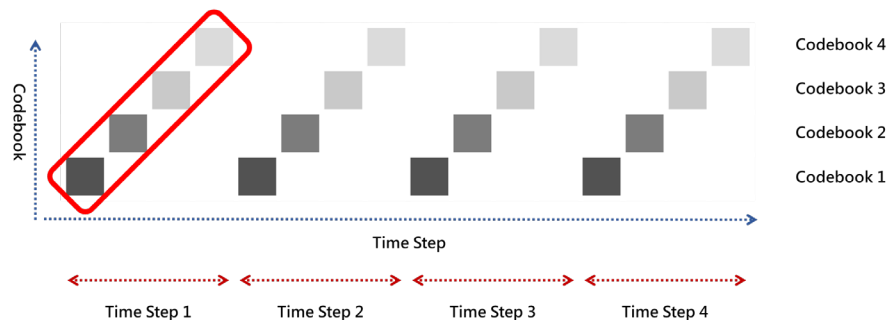 Codebook 4
Codebook 3
Codebook
Codebook 2
Codebook 1
Time Step
Time Step 1
Time Step 2
Time Step 3
Time Step 4